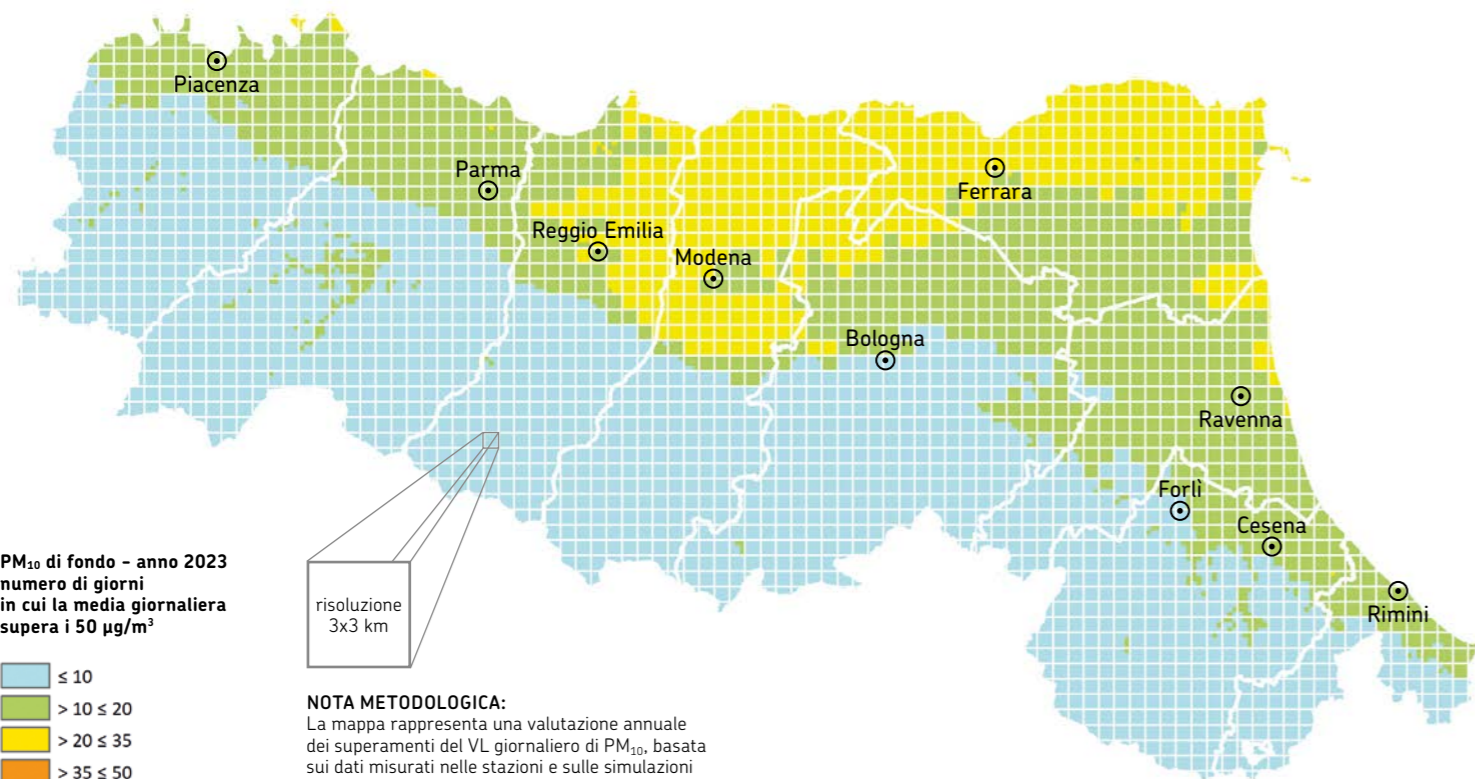 Piacenza
Parma
Reggio Emilia
Modena
Ferrara
Bologna
Ravenna
Forlì
Cesena
Rimini
PM₁₀ di fondo – anno 2023
numero di giorni
in cui la media giornaliera
supera i 50 µg/m³
≤ 10
> 10 ≤ 20
> 20 ≤ 35
> 35 ≤ 50
risoluzione
3x3 km
NOTA METODOLOGICA:
La mappa rappresenta una valutazione annuale
dei superamenti del VL giornaliero di PM₁₀, basata
sui dati misurati nelle stazioni e sulle simulazioni